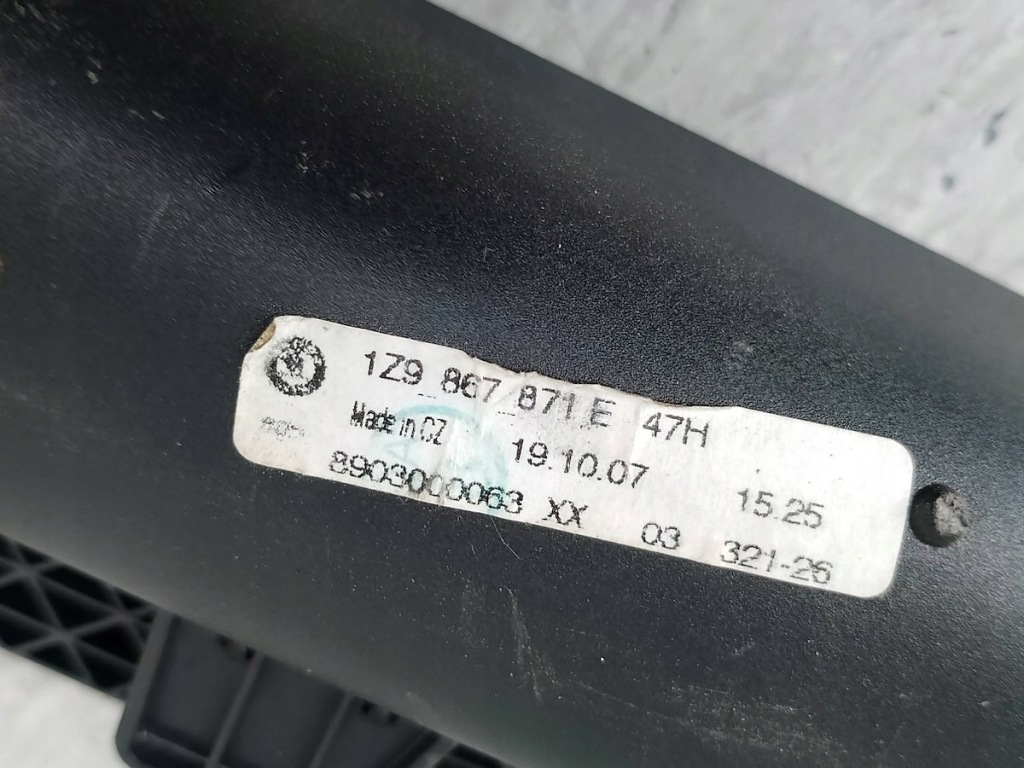 1Z9 867 871 E 47H
Made in CZ 19.10.07 15.25
8903000063 XX 03 321-26